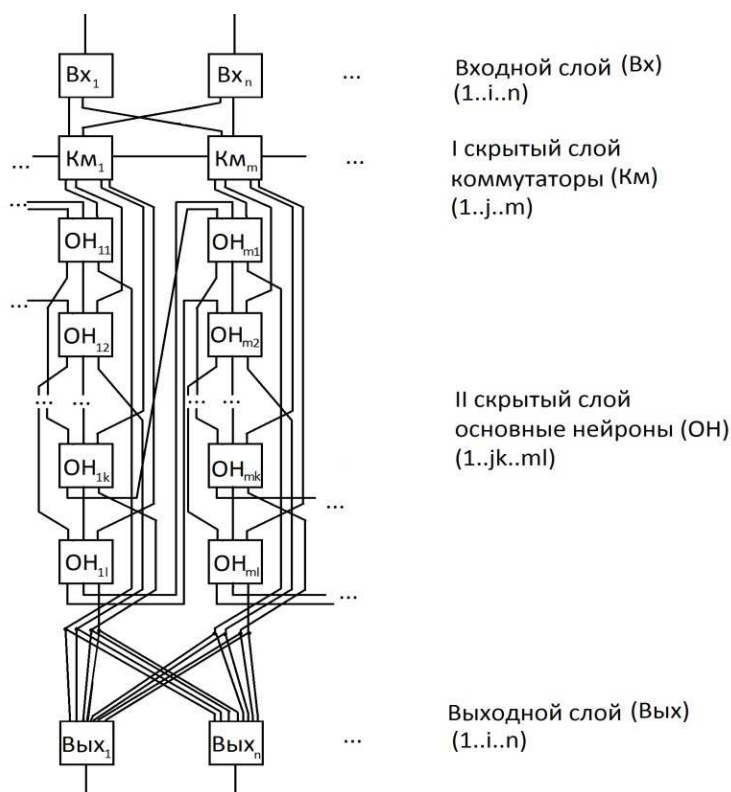 Вх₁ Вхₙ ... Входной слой (Вх)
(1..i..n)
... Км₁ Кмₘ ... I скрытый слой
коммутаторы (Км)
(1..j..m)
...
ОН₁₁ ОНₘ₁
...
ОН₁₂ ОНₘ₂
... ... ... ... II скрытый слой
основные нейроны (ОН)
ОН₁ₖ ОНₘₖ (1..jk..ml)
...
ОН₁ₗ ОНₘₗ
...
Вых₁ Выхₙ ... Выходной слой (Вых)
(1..i..n)